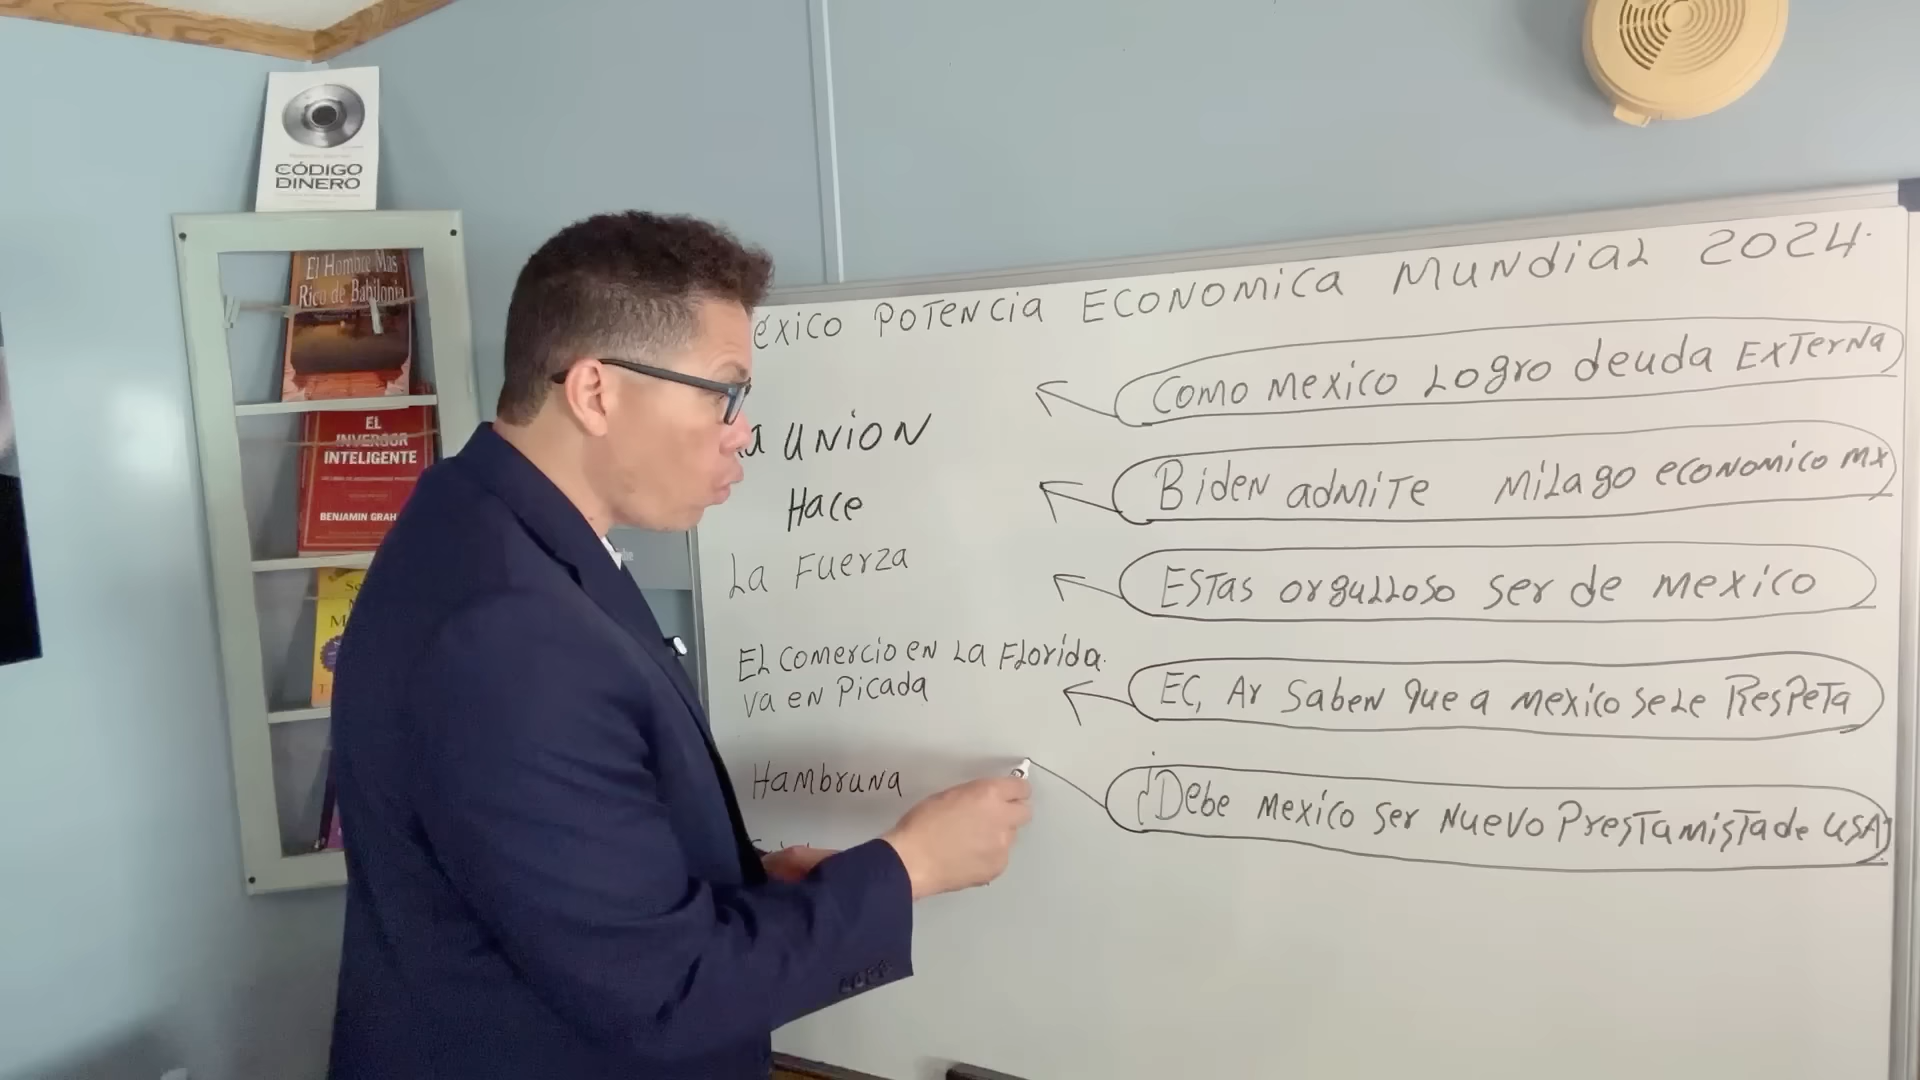 CÓDIGO
DINERO
El Hombre Mas
Rico de Babilonia
EL
INVERSOR
INTELIGENTE
BENJAMIN GRAH
éxico POTENCIA ECONOMICA MUNDIAL 2024.
a UNION
Hace
La Fuerza
EL Comercio en La Florida.
va en Picada
Hambruna
Como mexico Logro deuda EXTerna
Biden admite Milago economico mx
ESTas orgulloso ser de mexico
EC, Ar Saben que a mexico se Le RespeTa
¿Debe mexico ser Nuevo PresTamisTa de USA?